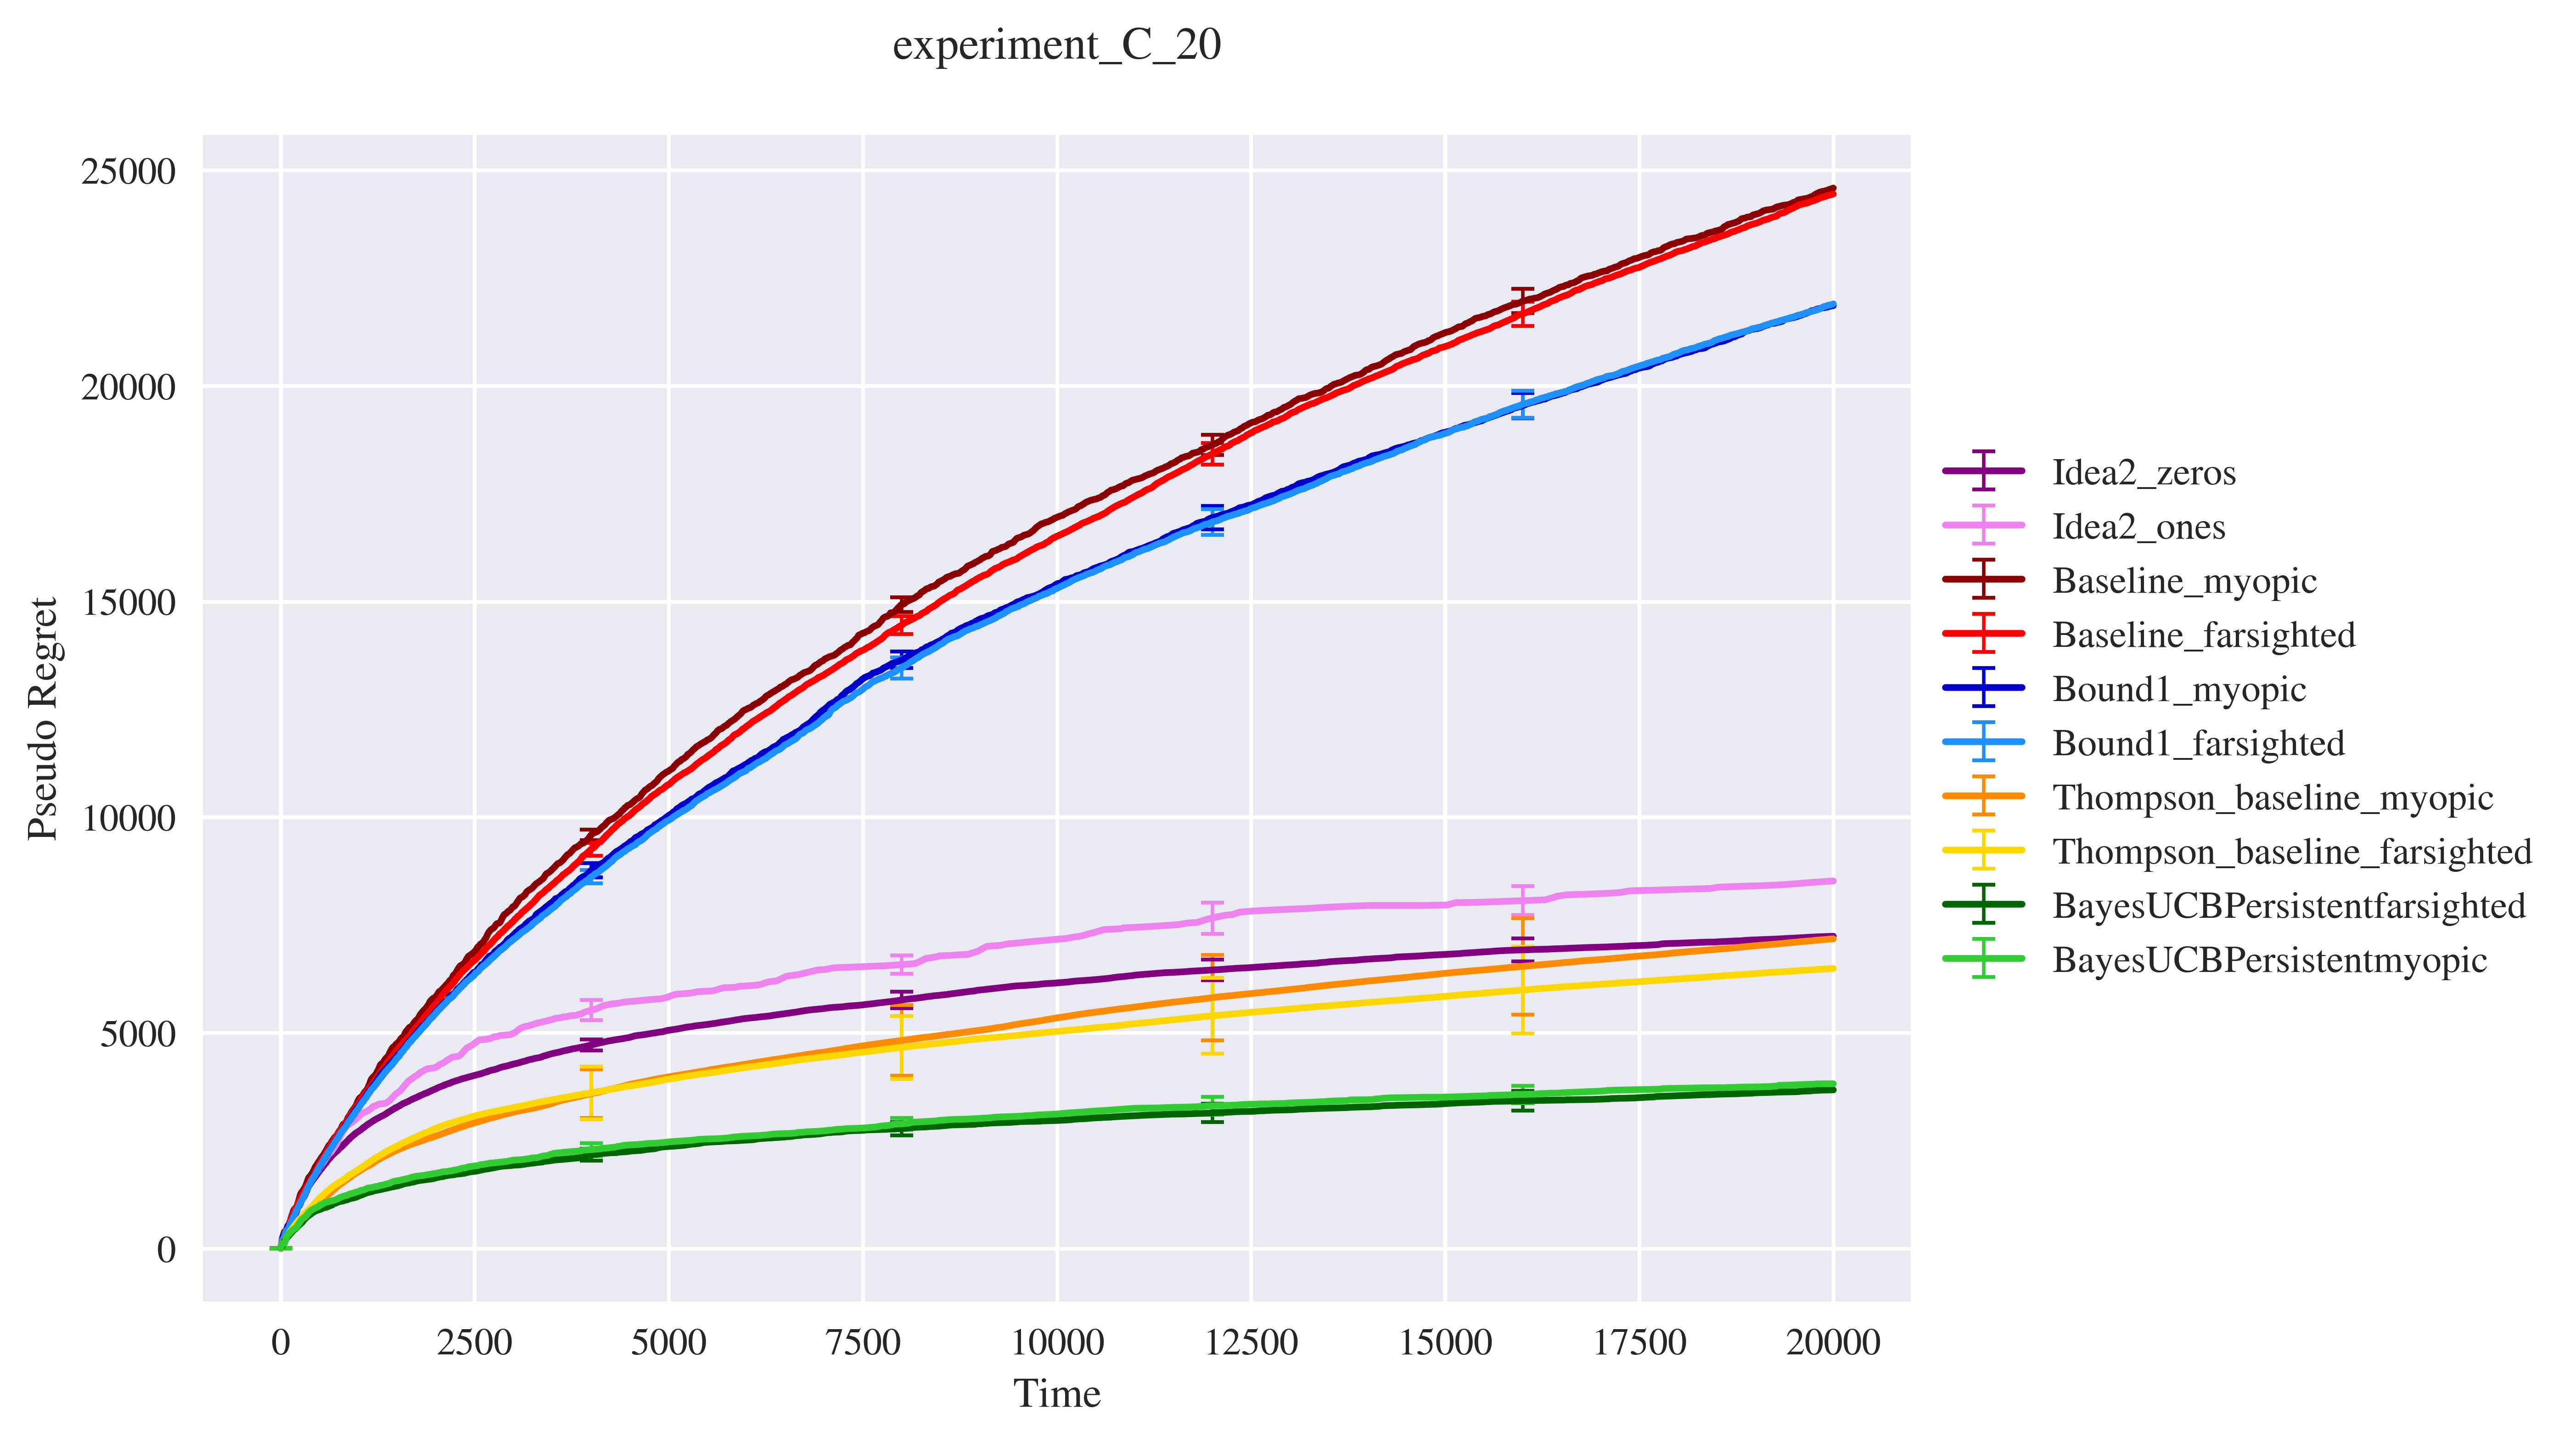 experiment_C_20
25000
20000
15000
10000
5000
0
Pseudo Regret
0 2500 5000 7500 10000 12500 15000 17500 20000
Time
Idea2_zeros
Idea2_ones
Baseline_myopic
Baseline_farsighted
Bound1_myopic
Bound1_farsighted
Thompson_baseline_myopic
Thompson_baseline_farsighted
BayesUCBPersistentfarsighted
BayesUCBPersistentmyopic